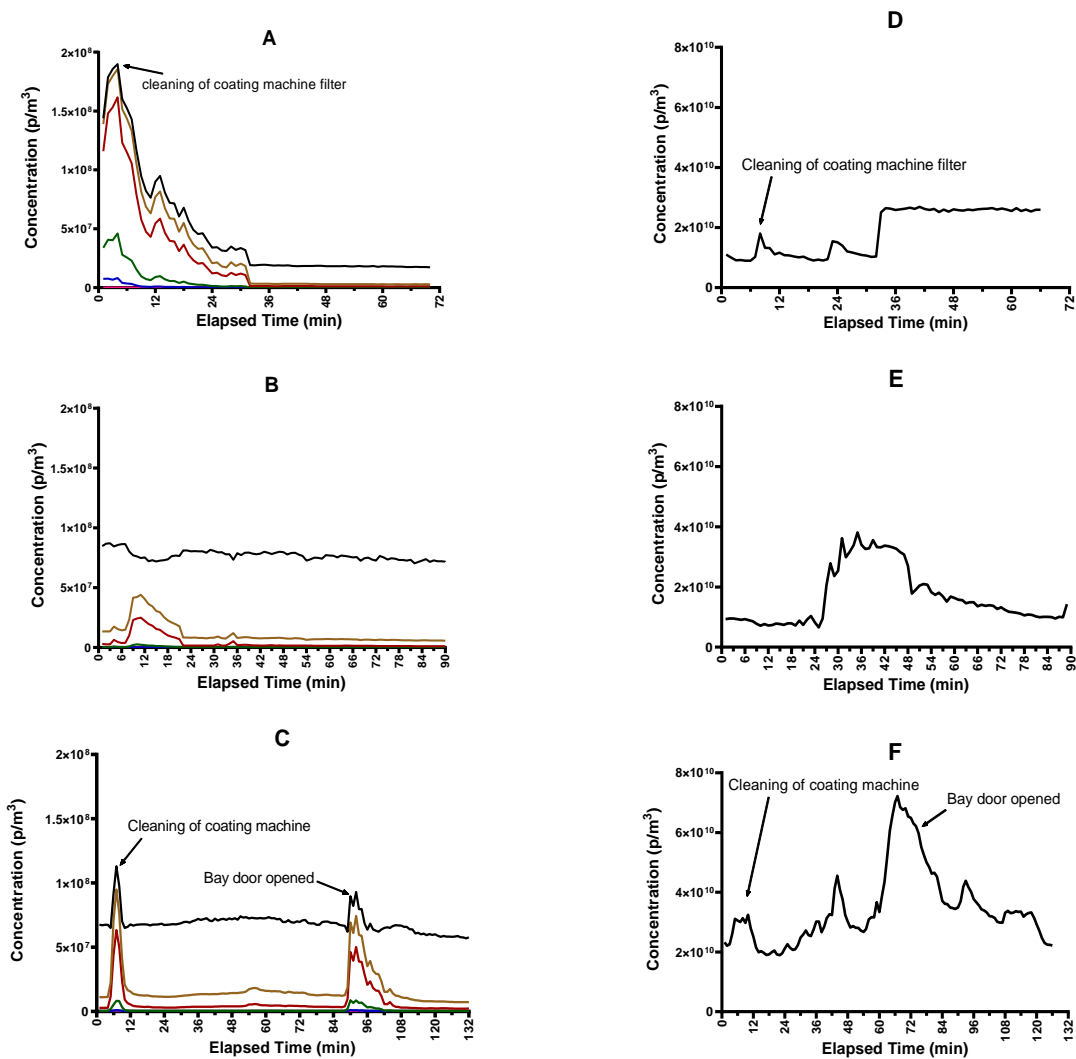 A
2×10⁸
1.5×10⁸
1×10⁸
5×10⁷
0
Concentration (p/m³)
cleaning of coating machine filter
0 12 24 36 48 60 72
Elapsed Time (min)
D
8×10¹⁰
6×10¹⁰
4×10¹⁰
2×10¹⁰
0
Concentration (p/m³)
Cleaning of coating machine filter
0 12 24 36 48 60 72
Elapsed Time (min)
B
2×10⁸
1.5×10⁸
1×10⁸
5×10⁷
0
Concentration (p/m³)
0 6 12 18 24 30 36 42 48 54 60 66 72 78 84 90
Elapsed Time (min)
E
8×10¹⁰
6×10¹⁰
4×10¹⁰
2×10¹⁰
0
Concentration (p/m³)
0 6 12 18 24 30 36 42 48 54 60 66 72 78 84 90
Elapsed Time (min)
C
2×10⁸
1.5×10⁸
1×10⁸
5×10⁷
0
Concentration (p/m³)
Cleaning of coating machine
Bay door opened
0 12 24 36 48 60 72 84 96 108 120 132
Elapsed Time (min)
F
8×10¹⁰
6×10¹⁰
4×10¹⁰
2×10¹⁰
0
Concentration (p/m³)
Cleaning of coating machine
Bay door opened
0 12 24 36 48 60 72 84 96 108 120 132
Elapsed Time (min)